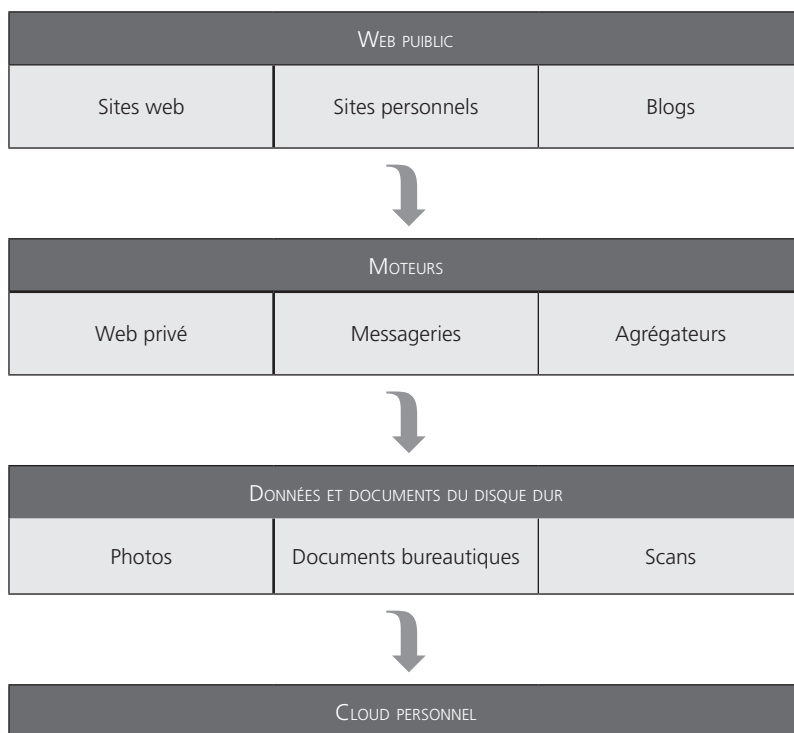 Web puiblic
Sites web Sites personnels Blogs
Moteurs
Web privé Messageries Agrégateurs
Données et documents du disque dur
Photos Documents bureautiques Scans
Cloud personnel